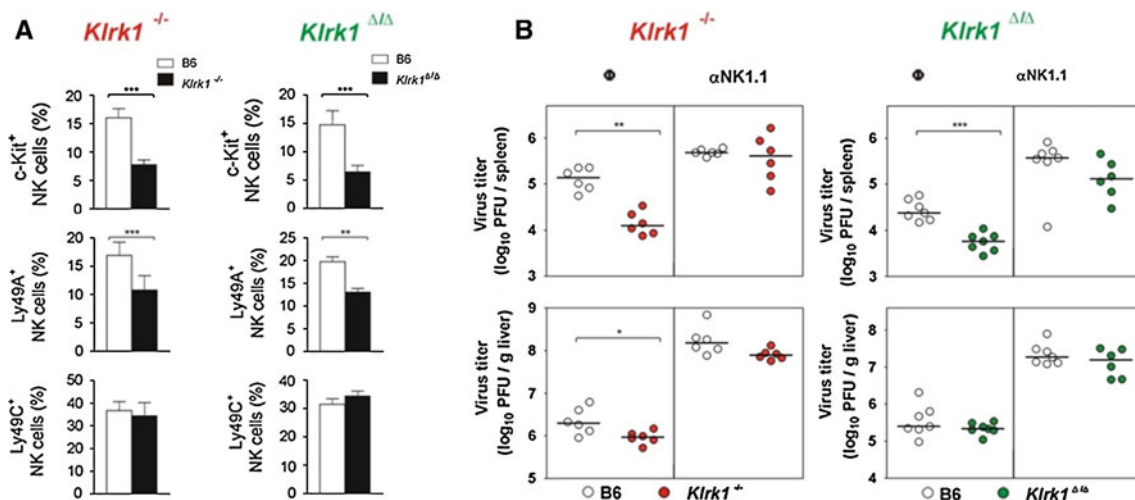 A
Klrk1 -/-
Klrk1 Δ/Δ
B6
Klrk1 -/-
B6
Klrk1 Δ/Δ
c-Kit+
NK cells (%)
20
15
10
5
0
***
c-Kit+
NK cells (%)
20
15
10
5
0
***
Ly49A+
NK cells (%)
20
15
10
5
0
***
Ly49A+
NK cells (%)
25
20
15
10
5
0
**
Ly49C+
NK cells (%)
50
40
30
20
10
0
Ly49C+
NK cells (%)
40
30
20
10
0
B
Klrk1 -/-
Klrk1 Δ/Δ
Φ
αNK1.1
Φ
αNK1.1
Virus titer
(log10 PFU / spleen)
6
5
4
3
**
Virus titer
(log10 PFU / spleen)
6
5
4
3
***
Virus titer
(log10 PFU / g liver)
9
8
7
6
5
*
Virus titer
(log10 PFU / g liver)
8
7
6
5
4
B6
Klrk1 -/-
B6
Klrk1 Δ/Δ